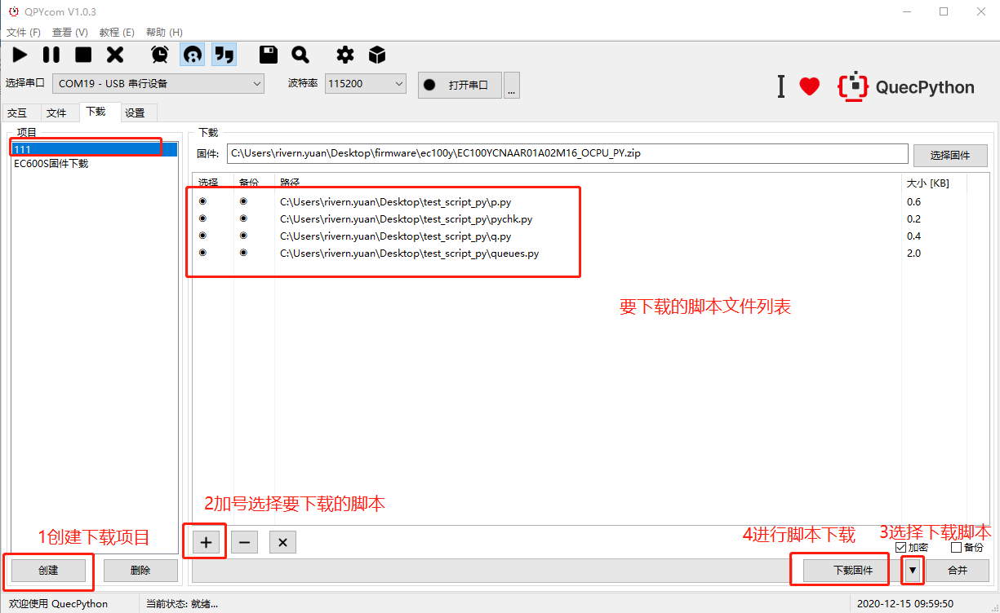 QPYcom V1.0.3
文件 (F) 查看 (V) 教程 (E) 帮助 (H)
选择串口 COM19 - USB 串行设备 波特率 115200 打开串口 ...
QuecPython
交互 文件 下载 设置
项目
111
EC600S固件下载
下载
固件: C:\Users\rivern.yuan\Desktop\firmware\ec100y\EC100YCNAAR01A02M16_OCPU_PY.zip 选择固件
选择 备份 路径 大小 [KB]
C:\Users\rivern.yuan\Desktop\test_script_py\p.py 0.6
C:\Users\rivern.yuan\Desktop\test_script_py\pychk.py 0.2
C:\Users\rivern.yuan\Desktop\test_script_py\q.py 0.4
C:\Users\rivern.yuan\Desktop\test_script_py\queues.py 2.0
要下载的脚本文件列表
2加号选择要下载的脚本
1创建下载项目
4进行脚本下载
3选择下载脚本
加密 备份
创建 删除 下载固件 合并
欢迎使用 QuecPython 当前状态: 就绪... 2020-12-15 09:59:50